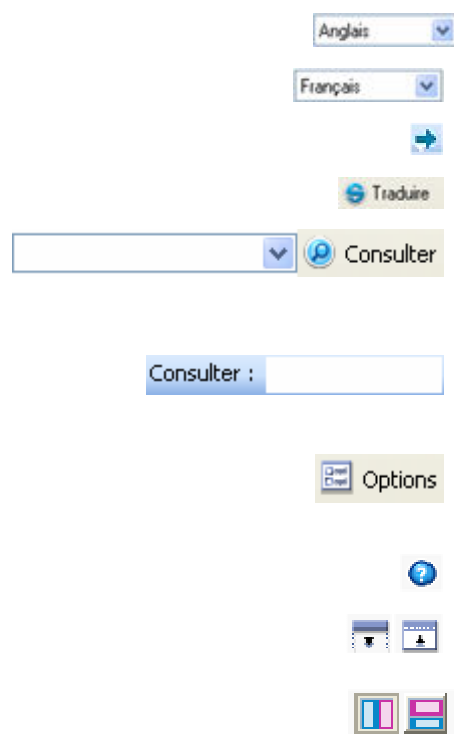 Anglais
Français
Traduire
Consulter
Consulter :
Options
?